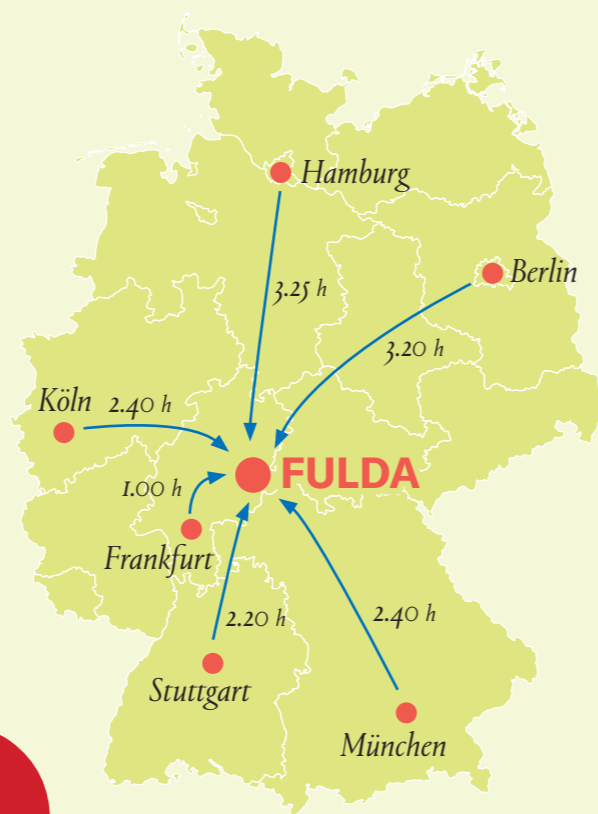 Hamburg
3.25 h
Berlin
3.20 h
Köln
2.40 h
FULDA
1.00 h
Frankfurt
2.20 h
2.40 h
Stuttgart
München